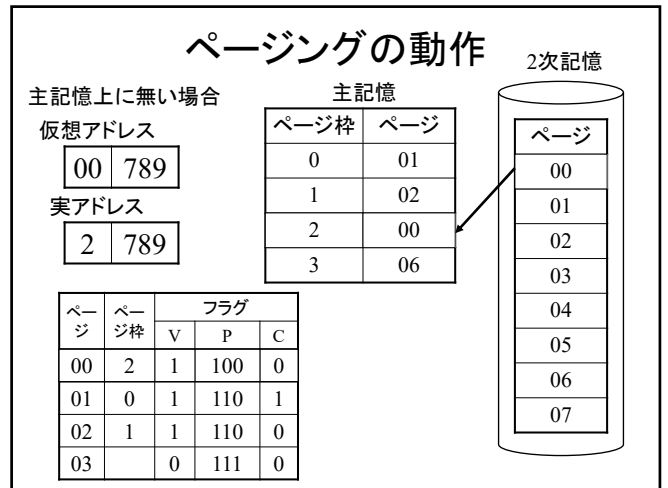 ページングの動作
主記憶上に無い場合
仮想アドレス
00 789
実アドレス
2 789
主記憶
ページ枠 ページ
0 01
1 02
2 00
3 06
2次記憶
ページ
00
01
02
03
04
05
06
07
ページ ページ枠 フラグ
V P C
00 2 1 100 0
01 0 1 110 1
02 1 1 110 0
03 0 111 0